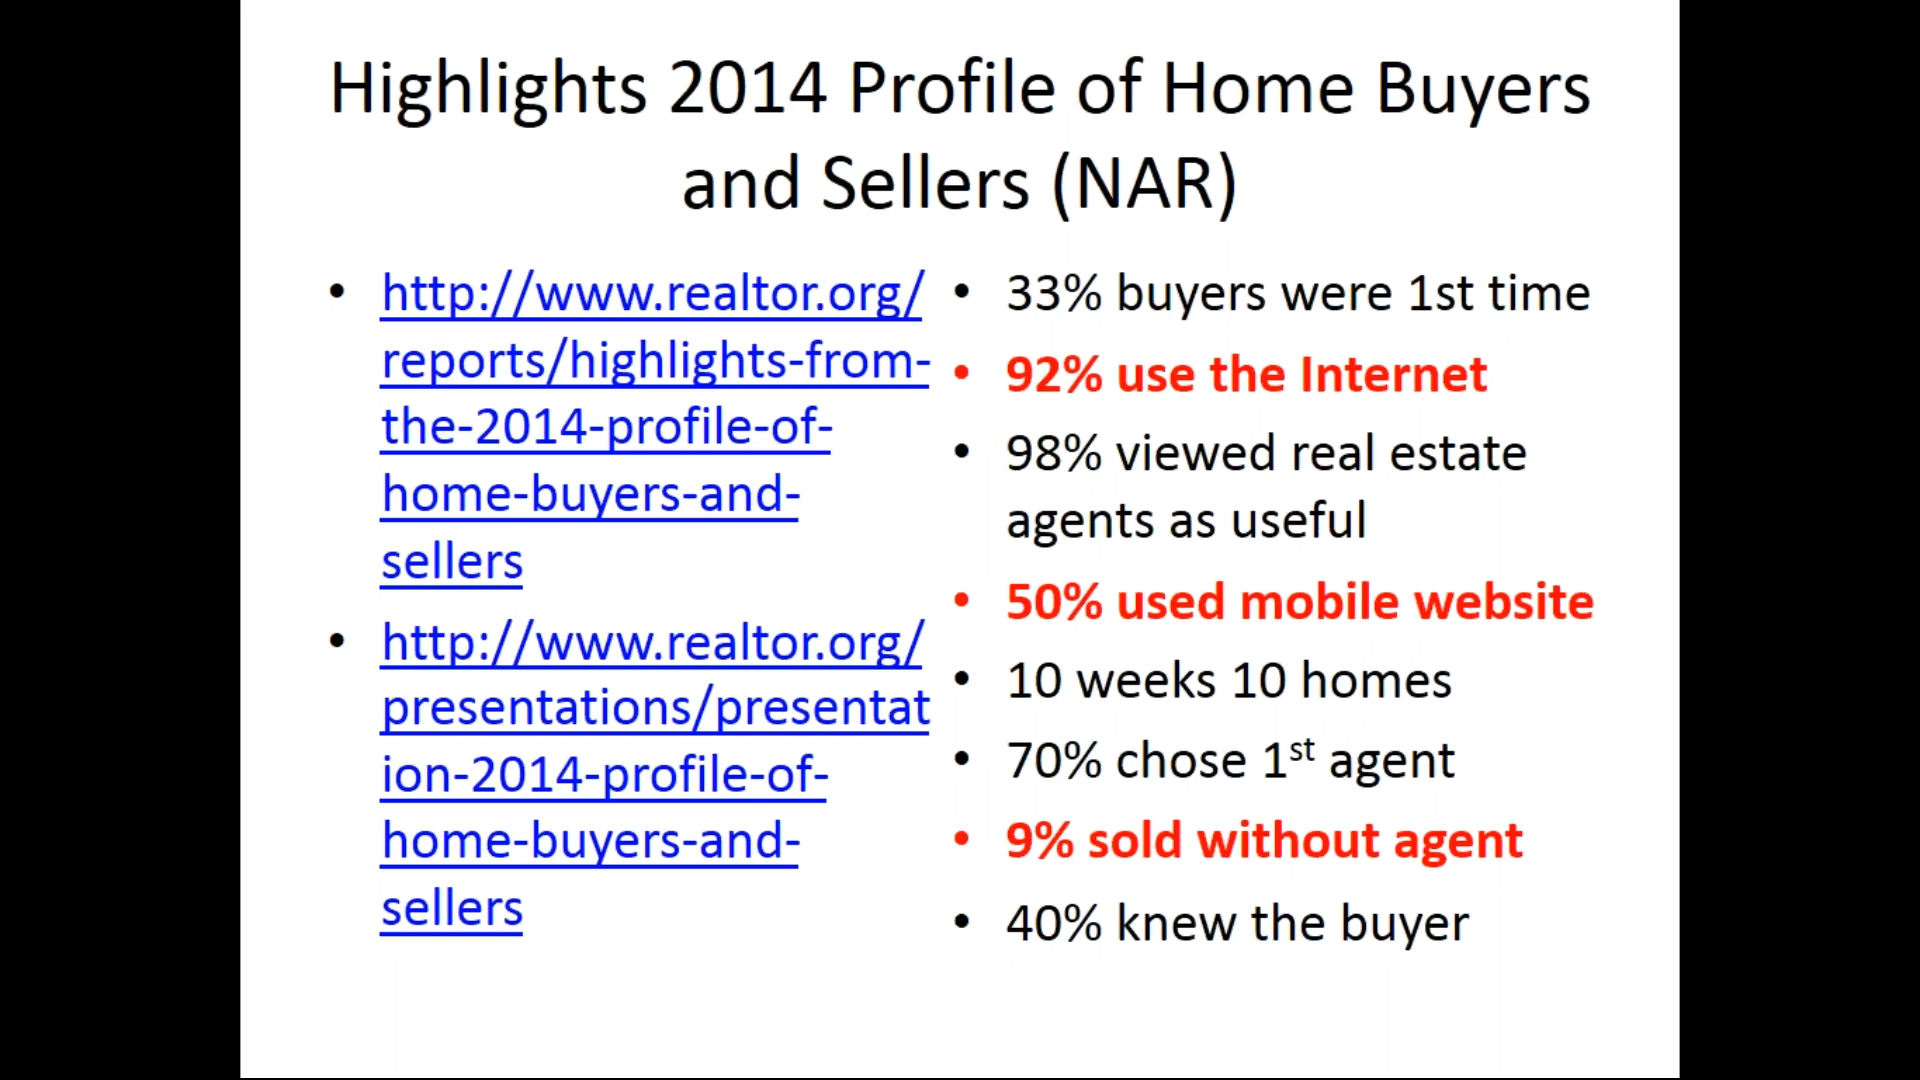 Highlights 2014 Profile of Home Buyers
and Sellers (NAR)
• http://www.realtor.org/
reports/highlights-from-
the-2014-profile-of-
home-buyers-and-
sellers
• http://www.realtor.org/
presentations/presentat
ion-2014-profile-of-
home-buyers-and-
sellers
• 33% buyers were 1st time
• 92% use the Internet
• 98% viewed real estate
agents as useful
• 50% used mobile website
• 10 weeks 10 homes
• 70% chose 1st agent
• 9% sold without agent
• 40% knew the buyer